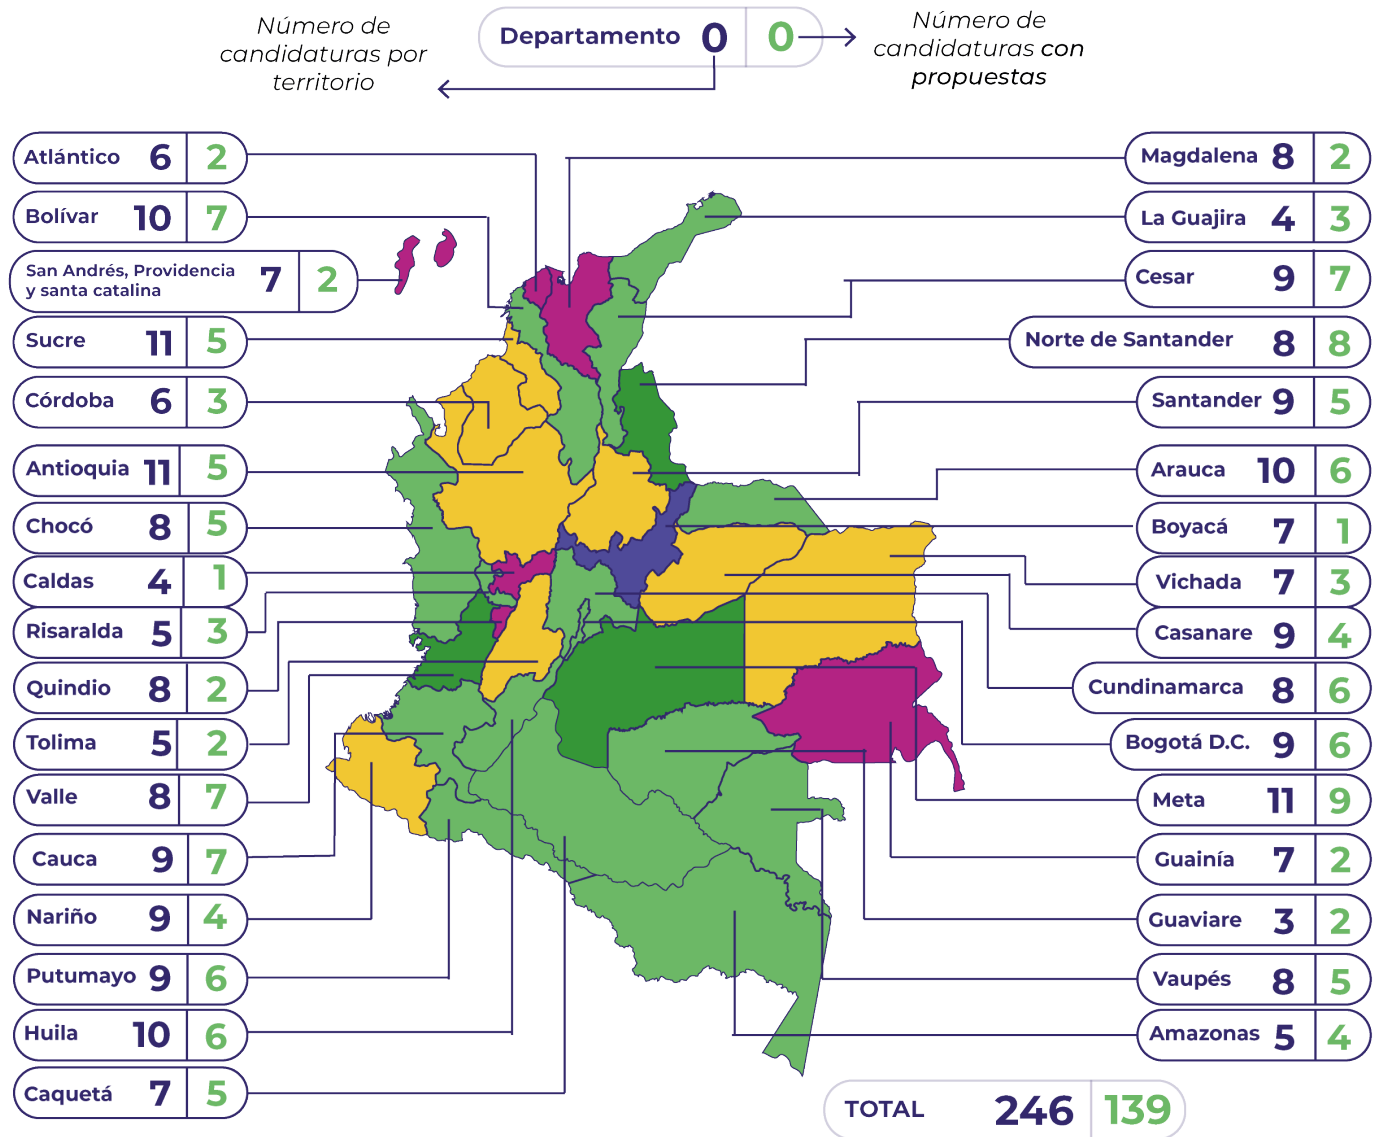 Número de
candidaturas por
territorio
Departamento 0 0
Número de
candidaturas con
propuestas
Atlántico 6 2
Bolívar 10 7
San Andrés, Providencia
y santa catalina 7 2
Sucre 11 5
Córdoba 6 3
Antioquia 11 5
Chocó 8 5
Caldas 4 1
Risaralda 5 3
Quindio 8 2
Tolima 5 2
Valle 8 7
Cauca 9 7
Nariño 9 4
Putumayo 9 6
Huila 10 6
Caquetá 7 5
Magdalena 8 2
La Guajira 4 3
Cesar 9 7
Norte de Santander 8 8
Santander 9 5
Arauca 10 6
Boyacá 7 1
Vichada 7 3
Casanare 9 4
Cundinamarca 8 6
Bogotá D.C. 9 6
Meta 11 9
Guainía 7 2
Guaviare 3 2
Vaupés 8 5
Amazonas 5 4
TOTAL 246 139